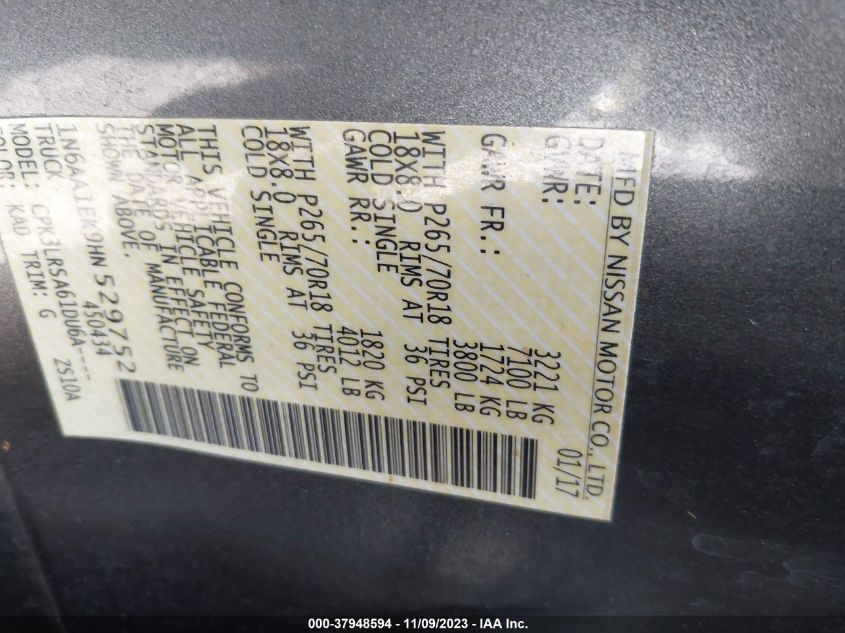 MFD BY NISSAN MOTOR CO., LTD.
DATE: 01/17
GVWR: 3221 KG
7100 LB
GAWR FR.: 1724 KG
3800 LB
WITH P265/70R18 TIRES
18X8.0 RIMS AT 36 PSI
COLD SINGLE
GAWR RR.: 1820 KG
4012 LB
WITH P265/70R18 TIRES
18X8.0 RIMS AT 36 PSI
COLD SINGLE
THIS VEHICLE CONFORMS TO
ALL APPLICABLE FEDERAL
MOTOR VEHICLE SAFETY
STANDARDS IN EFFECT ON
THE DATE OF MANUFACTURE
SHOWN ABOVE.
1N6AA1EK9HN529752
TRUCK 450434
MODEL: CPK3LRSA61DU6A----
COLOR: KAD TRIM: G ZS10A
000-37948594 - 11/09/2023 - IAA Inc.